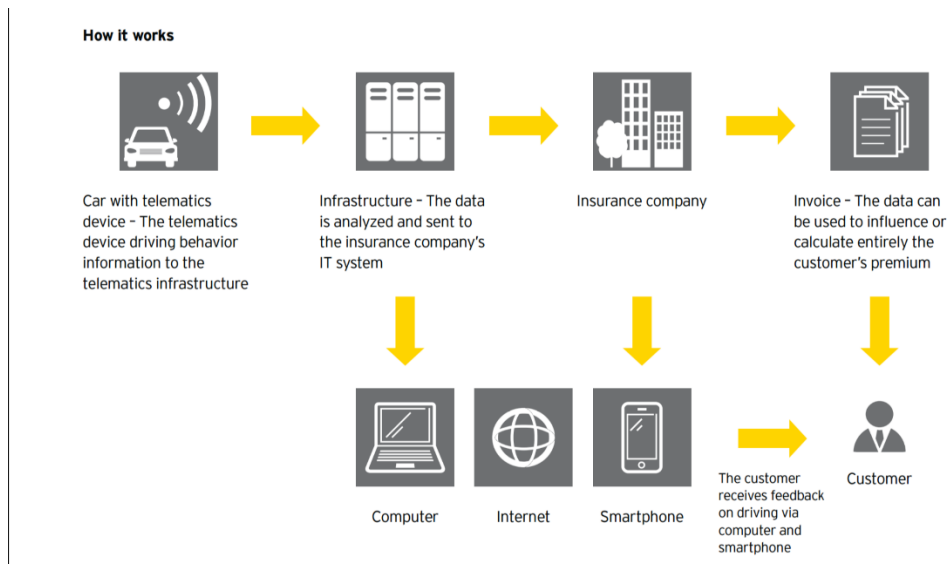 How it works
Car with telematics
device – The telematics
device driving behavior
information to the
telematics infrastructure
Infrastructure – The data
is analyzed and sent to
the insurance company’s
IT system
Insurance company
Invoice – The data can
be used to influence or
calculate entirely the
customer’s premium
Computer
Internet
Smartphone
The customer
receives feedback
on driving via
computer and
smartphone
Customer